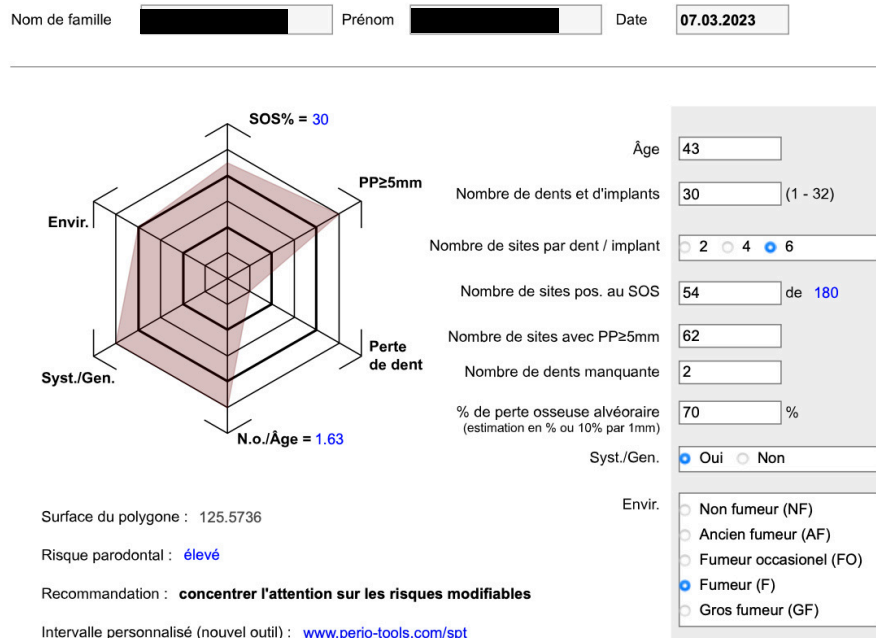 Nom de famille Prénom Date 07.03.2023
SOS% = 30
PP≥5mm
Envir.
Perte
de dent
Syst./Gen.
N.o./Âge = 1.63
Âge 43
Nombre de dents et d'implants 30 (1 - 32)
Nombre de sites par dent / implant 2 4 6
Nombre de sites pos. au SOS 54 de 180
Nombre de sites avec PP≥5mm 62
Nombre de dents manquante 2
% de perte osseuse alvéoraire 70 %
(estimation en % ou 10% par 1mm)
Syst./Gen. Oui Non
Envir. Non fumeur (NF)
Ancien fumeur (AF)
Fumeur occasionel (FO)
Fumeur (F)
Gros fumeur (GF)
Surface du polygone : 125.5736
Risque parodontal : élevé
Recommandation : concentrer l'attention sur les risques modifiables
Intervalle personnalisé (nouvel outil) : www.perio-tools.com/spt